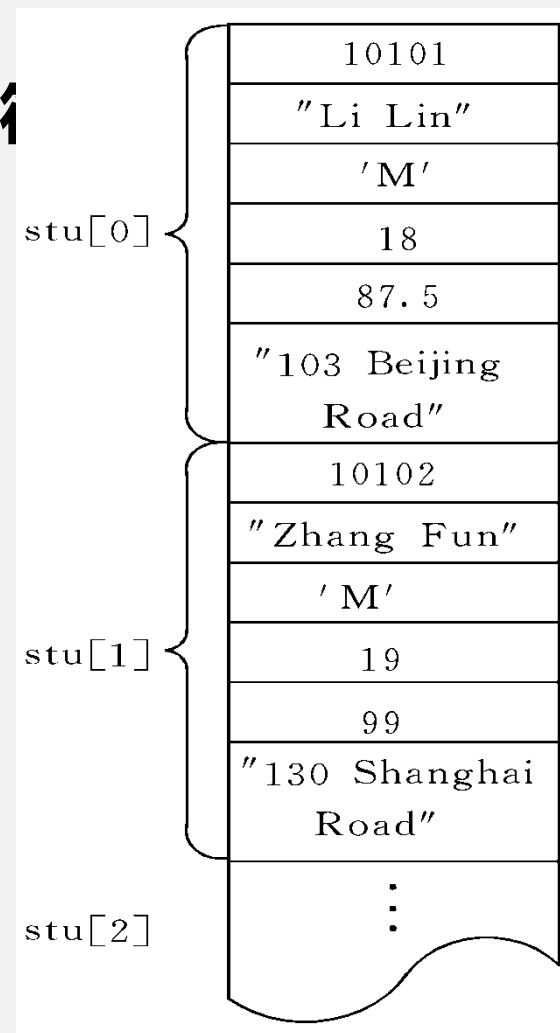 10101
"Li Lin"
'M'
stu[0]
18
87.5
"103 Beijing
Road"
10102
"Zhang Fun"
'M'
stu[1]
19
99
"130 Shanghai
Road"
⋮
stu[2]